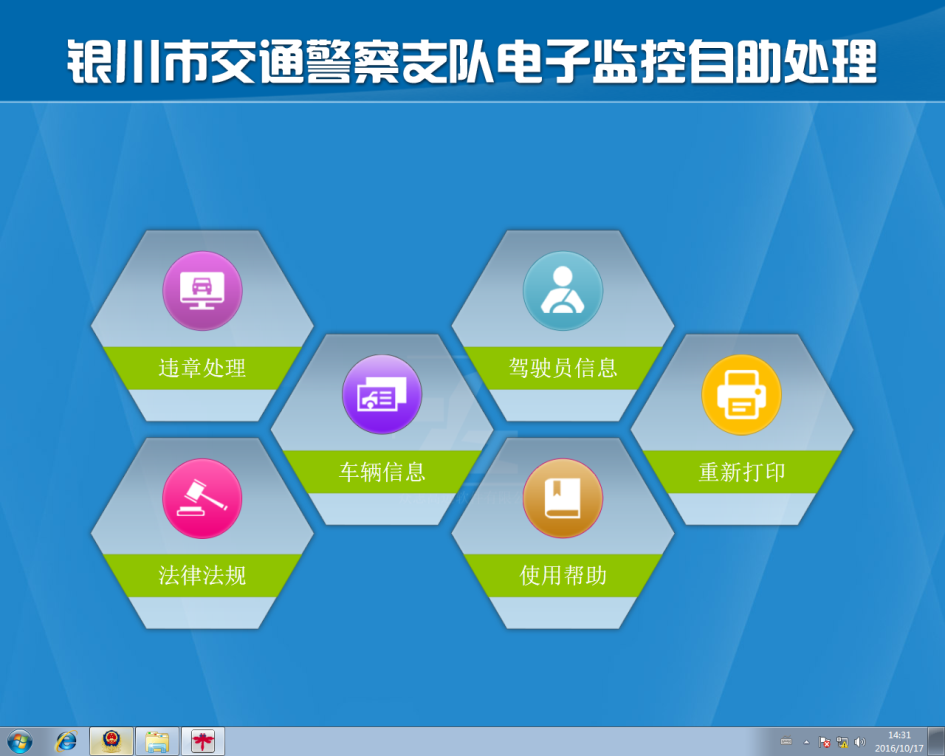 银川市交通警察支队电子监控自助处理
违章处理
驾驶员信息
车辆信息
重新打印
法律法规
使用帮助
14:31
2016/10/17